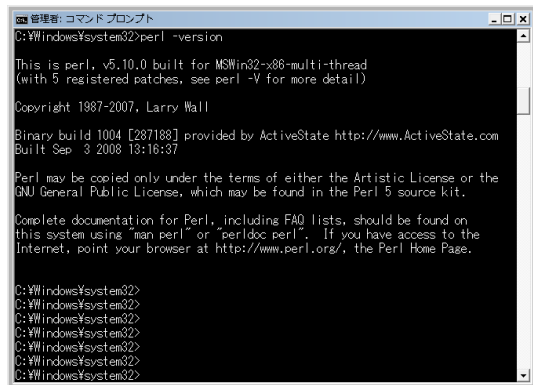 管理者: コマンド プロンプト
C:¥Windows¥system32>perl -version
This is perl, v5.10.0 built for MSWin32-x86-multi-thread
(with 5 registered patches, see perl -V for more detail)
Copyright 1987-2007, Larry Wall
Binary build 1004 [287188] provided by ActiveState http://www.ActiveState.com
Built Sep  3 2008 13:16:37
Perl may be copied only under the terms of either the Artistic License or the
GNU General Public License, which may be found in the Perl 5 source kit.
Complete documentation for Perl, including FAQ lists, should be found on
this system using "man perl" or "perldoc perl".  If you have access to the
Internet, point your browser at http://www.perl.org/, the Perl Home Page.
C:¥Windows¥system32>
C:¥Windows¥system32>
C:¥Windows¥system32>
C:¥Windows¥system32>
C:¥Windows¥system32>
C:¥Windows¥system32>
C:¥Windows¥system32>